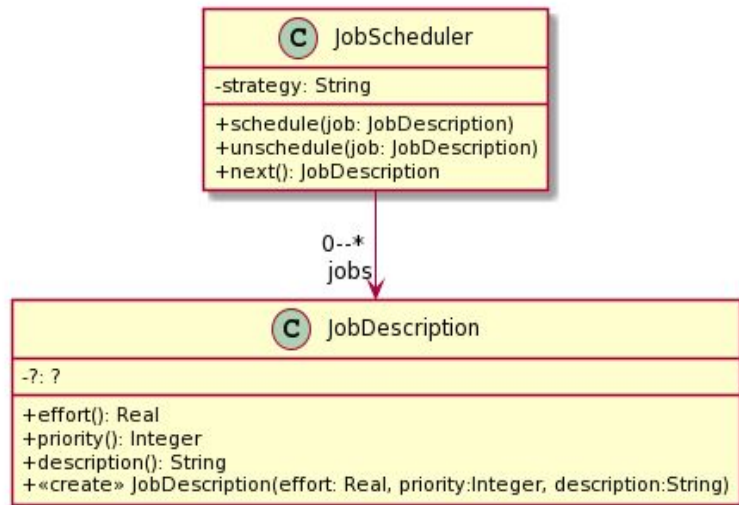 C JobScheduler
-strategy: String
+schedule(job: JobDescription)
+unschedule(job: JobDescription)
+next(): JobDescription
0--*
jobs
C JobDescription
-?: ?
+effort(): Real
+priority(): Integer
+description(): String
+«create» JobDescription(effort: Real, priority:Integer, description:String)